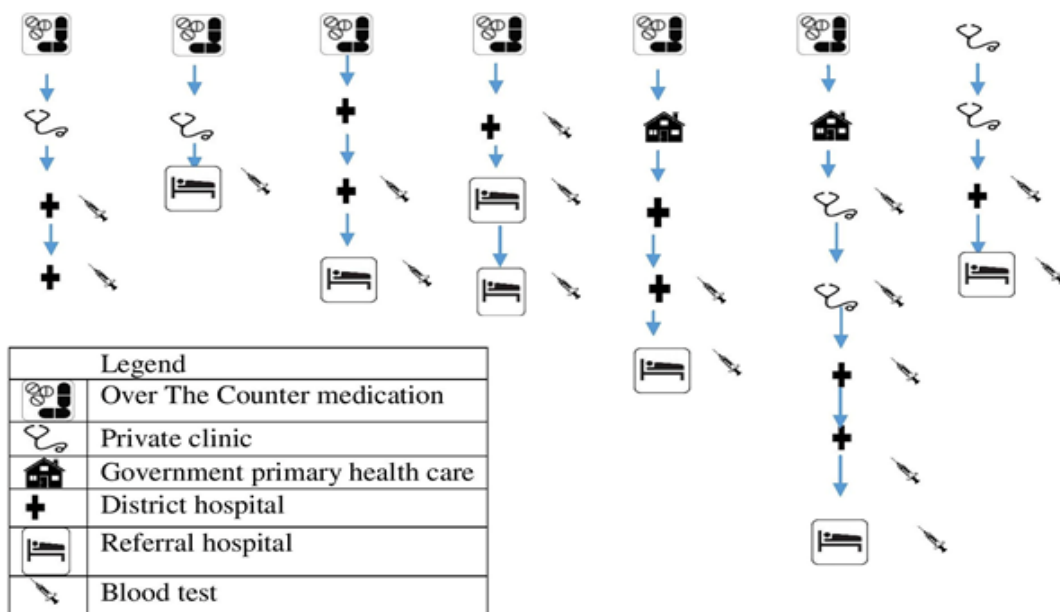 Legend
Over The Counter medication
Private clinic
Government primary health care
District hospital
Referral hospital
Blood test